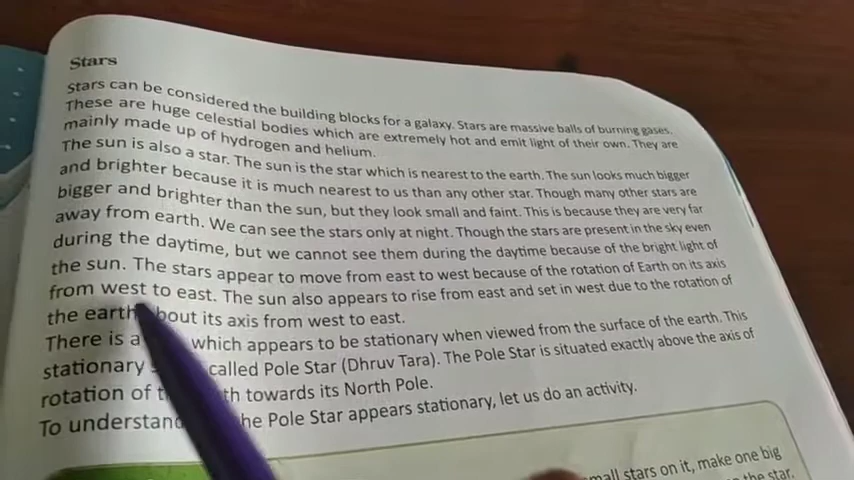 Stars
Stars can be considered the building blocks for a galaxy. Stars are massive balls of burning gases.
These are huge celestial bodies which are extremely hot and emit light of their own. They are
mainly made up of hydrogen and helium.
The sun is also a star. The sun is the star which is nearest to the earth. The sun looks much bigger
and brighter because it is much nearest to us than any other star. Though many other stars are
bigger and brighter than the sun, but they look small and faint. This is because they are very far
away from earth. We can see the stars only at night. Though the stars are present in the sky even
during the daytime, but we cannot see them during the daytime because of the bright light of
the sun. The stars appear to move from east to west because of the rotation of Earth on its axis
from west to east. The sun also appears to rise from east and set in west due to the rotation of
the earth about its axis from west to east.
There is a which appears to be stationary when viewed from the surface of the earth. This
stationary called Pole Star (Dhruv Tara). The Pole Star is situated exactly above the axis of
rotation of towards its North Pole.
To understand he Pole Star appears stationary, let us do an activity.
small stars on it, make one big
the star.